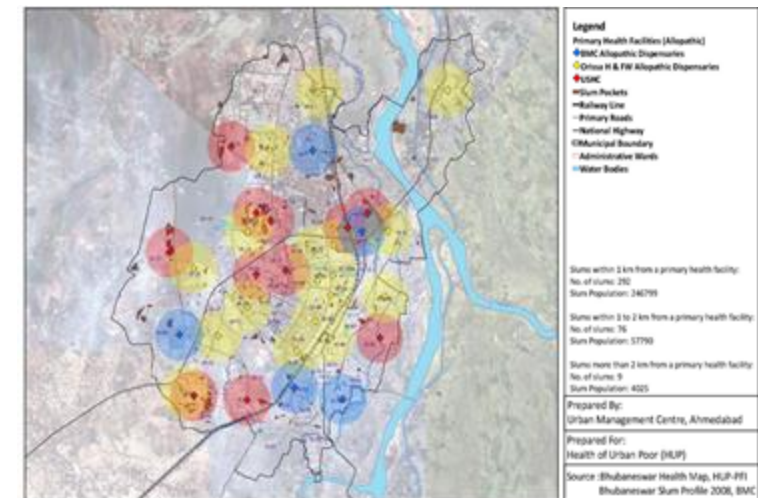 Legend
Primary Health Facilities (Allopathic)
BMC Allopathic Dispensaries
Orissa H & FW Allopathic Dispensaries
USHC
Slum Pockets
Railway Line
Primary Roads
National Highway
Municipal Boundary
Administrative Wards
Water Bodies
Slums within 1 km from a primary health facility:
No. of slums: 292
Slum Population: 246799
Slums within 1 to 2 km from a primary health facility:
No. of slums: 76
Slum Population: 57790
Slums more than 2 km from a primary health facility:
No. of slums: 9
Slum Population: 4025
Prepared By:
Urban Management Centre, Ahmedabad
Prepared For:
Health of Urban Poor (HUP)
Source :Bhubaneswar Health Map, HUP-PFI
Bhubaneswar Slum Profile 2008, BMC